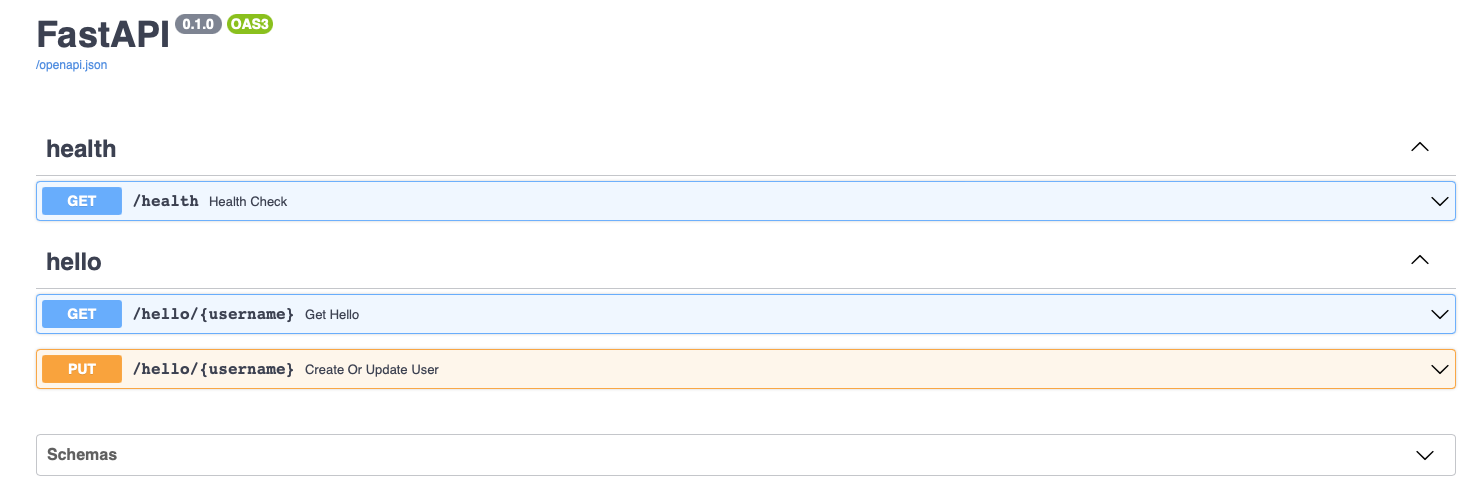 FastAPI 0.1.0 OAS3
/openapi.json
health
GET /health Health Check
hello
GET /hello/{username} Get Hello
PUT /hello/{username} Create Or Update User
Schemas